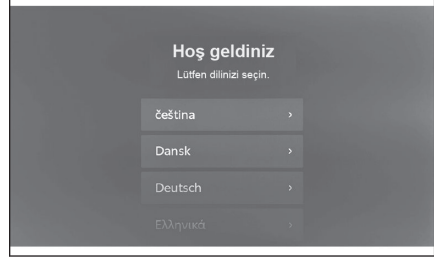 Hoş geldiniz
Lütfen dilinizi seçin.
čeština
Dansk
Deutsch
Ελληνικά